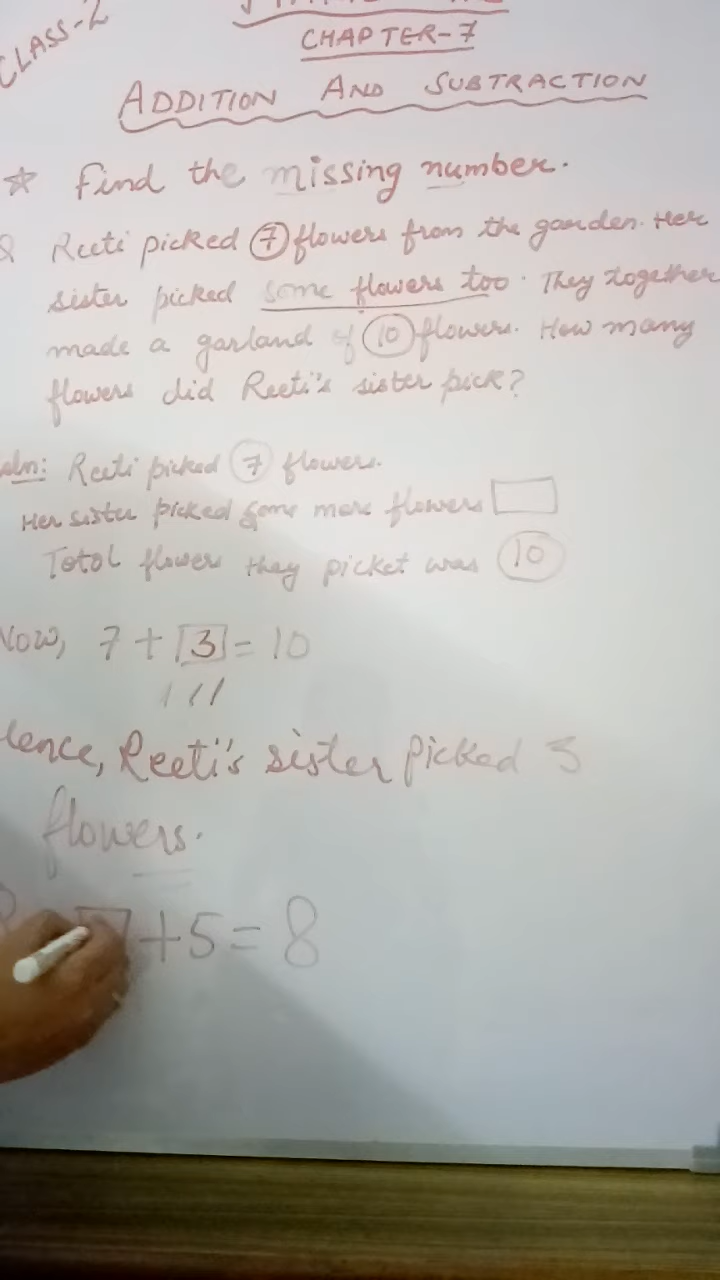 CLASS-2
CHAPTER-7
ADDITION AND SUBTRACTION
☆ Find the missing number.
Reeti picked 7 flowers from the garden. Her
sister picked some flowers too. They together
made a garland of 10 flowers. How many
flowers did Reeti's sister pick?
oln: Reeti picked 7 flowers.
Her sister picked some more flowers
Total flowers they picket was 10
Now, 7 + 3 = 10
///
ence, Reeti's sister picked 3
flowers.
+ 5 = 8